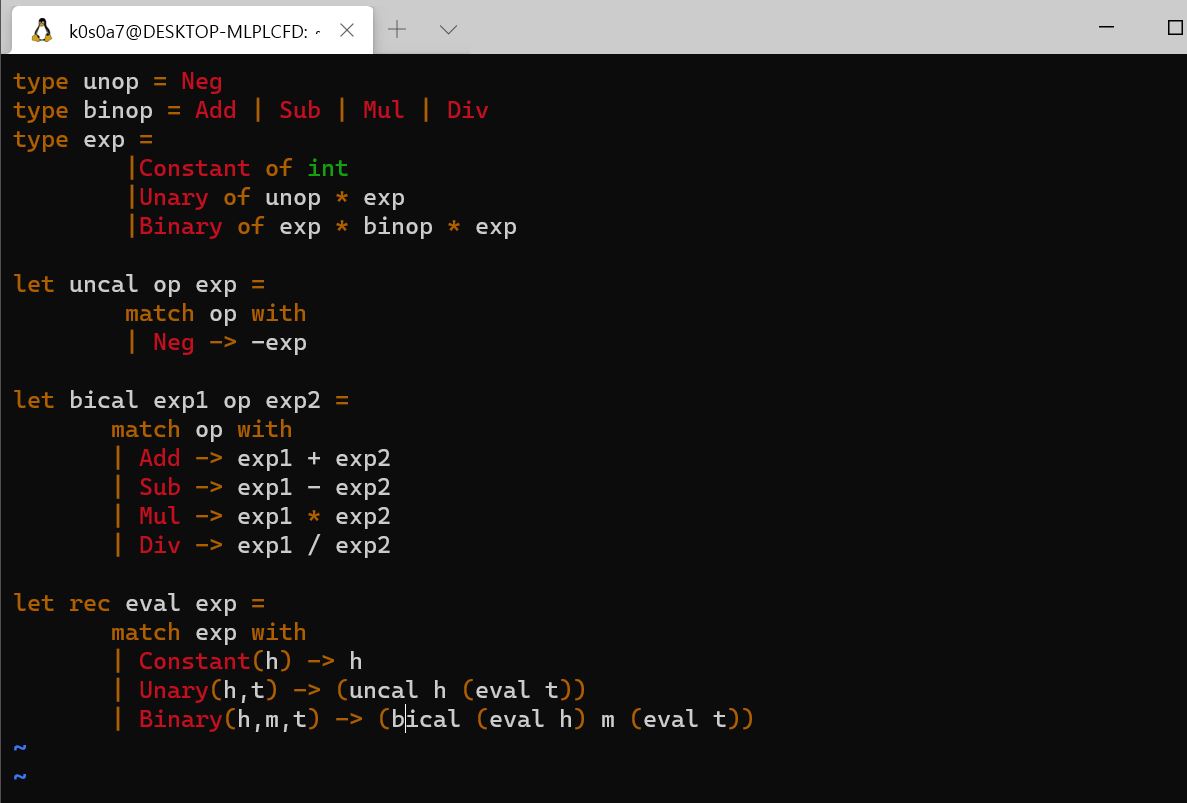 k0s0a7@DESKTOP-MLPLCFD: ~
type unop = Neg
type binop = Add | Sub | Mul | Div
type exp =
        |Constant of int
        |Unary of unop * exp
        |Binary of exp * binop * exp
let uncal op exp =
        match op with
        | Neg -> -exp
let bical exp1 op exp2 =
       match op with
       | Add -> exp1 + exp2
       | Sub -> exp1 - exp2
       | Mul -> exp1 * exp2
       | Div -> exp1 / exp2
let rec eval exp =
       match exp with
       | Constant(h) -> h
       | Unary(h,t) -> (uncal h (eval t))
       | Binary(h,m,t) -> (bical (eval h) m (eval t))
~
~